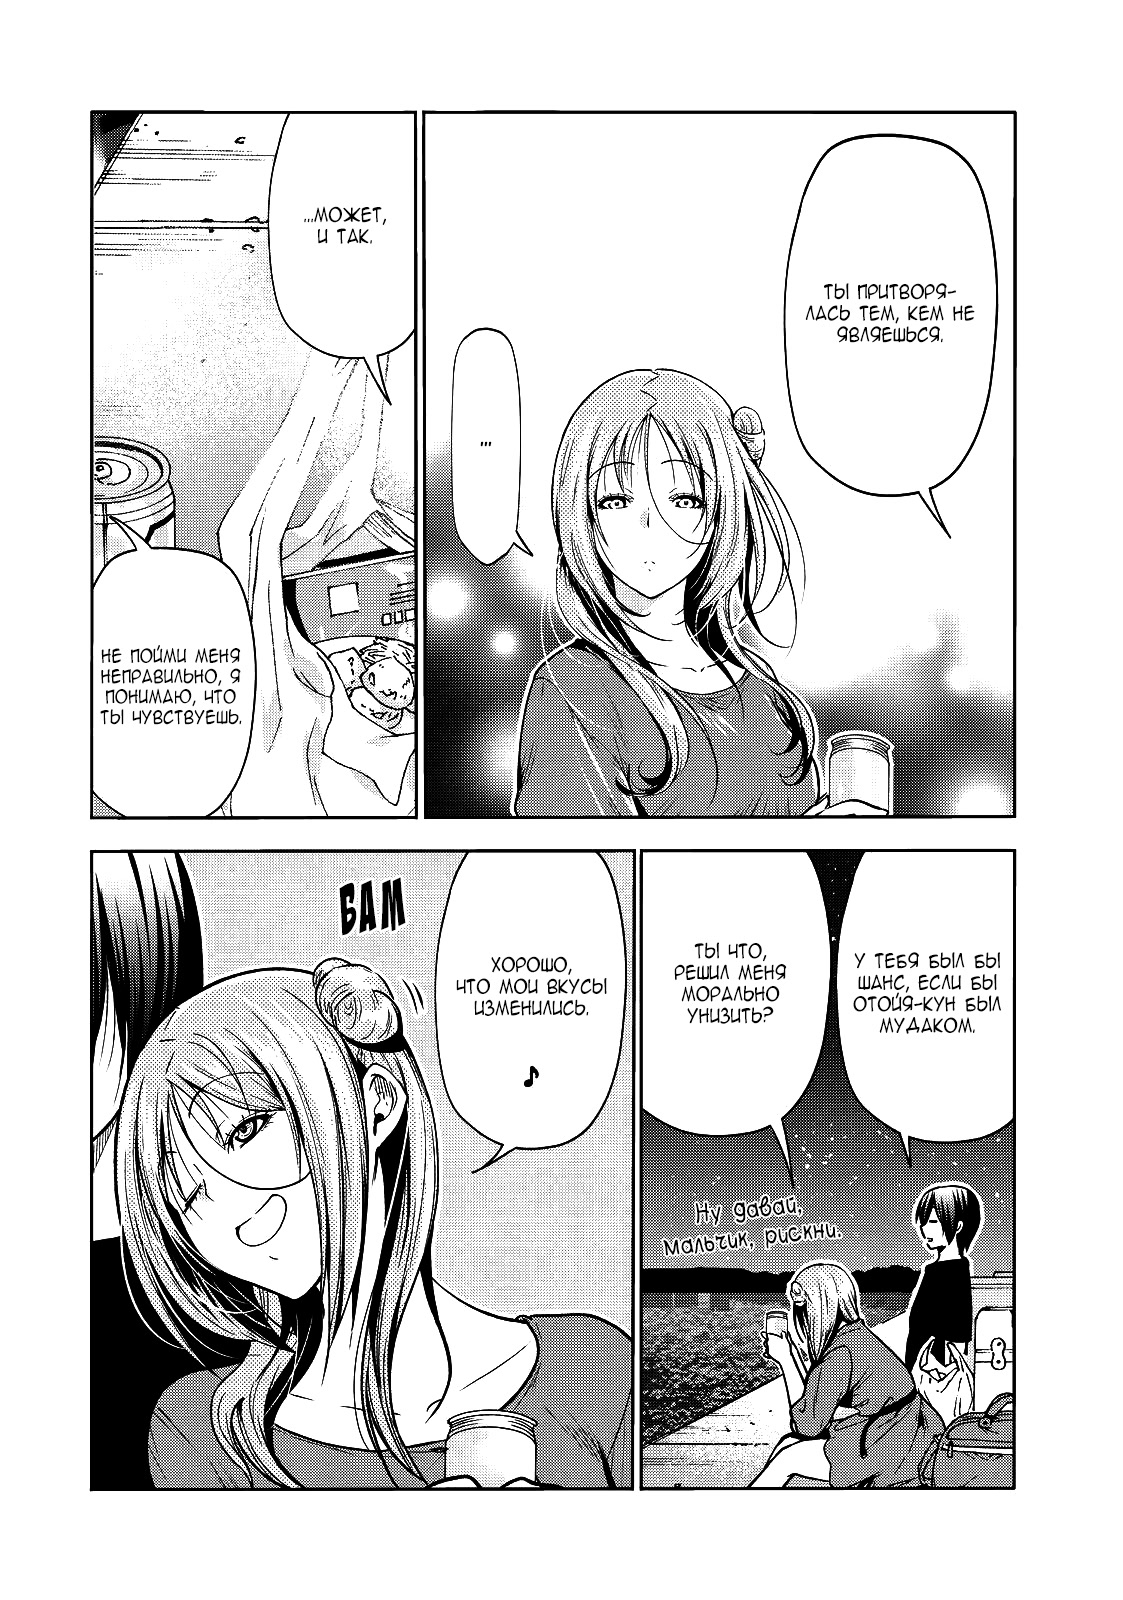 ТЫ ПРИТВОРЯ-
ЛАСЬ ТЕМ, КЕМ НЕ
ЯВЛЯЕШЬСЯ.
...
...МОЖЕТ,
И ТАК.
НЕ ПОЙМИ МЕНЯ
НЕПРАВИЛЬНО, Я
ПОНИМАЮ, ЧТО
ТЫ ЧУВСТВУЕШЬ.
У ТЕБЯ БЫЛ БЫ
ШАНС, ЕСЛИ БЫ
ОТОЙЯ-КУН БЫЛ
МУДАКОМ.
ТЫ ЧТО,
РЕШИЛ МЕНЯ
МОРАЛЬНО
УНИЗИТЬ?
Ну давай,
мальчик, рискни.
ХОРОШО,
ЧТО МОИ ВКУСЫ
ИЗМЕНИЛИСЬ.
♪
БАМ